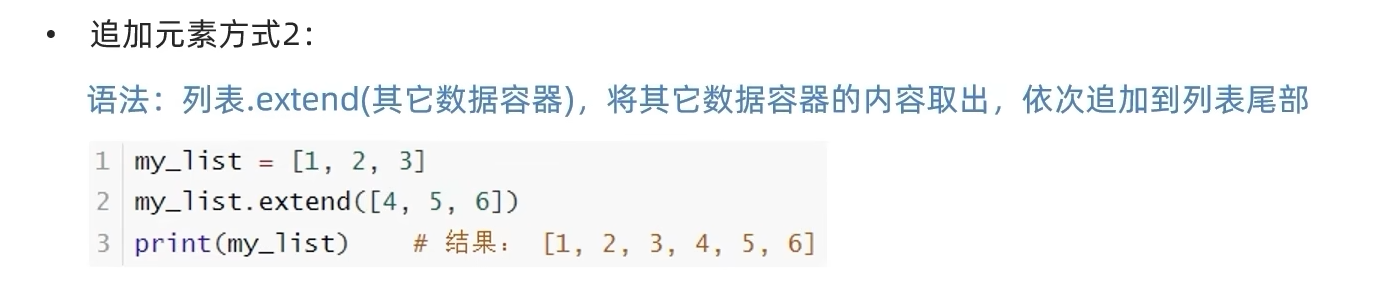 • 追加元素方式2：
语法：列表.extend(其它数据容器)，将其它数据容器的内容取出，依次追加到列表尾部
1 my_list = [1, 2, 3]
2 my_list.extend([4, 5, 6])
3 print(my_list)    # 结果： [1, 2, 3, 4, 5, 6]